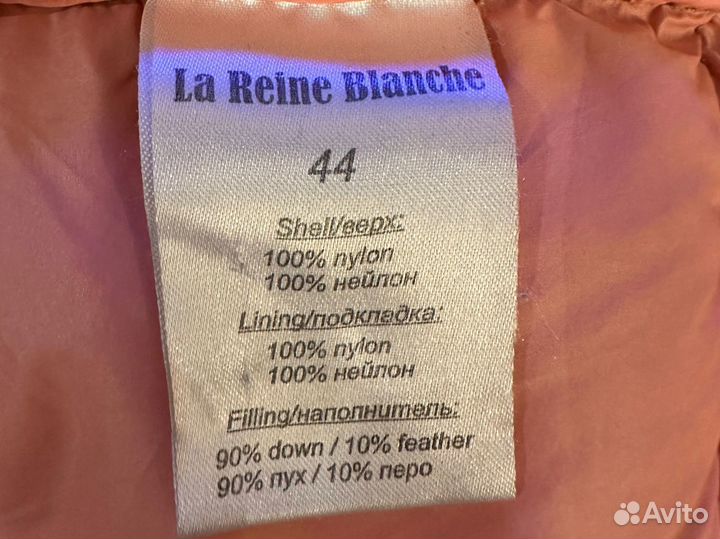 La Reine Blanche
44
Shell/верх:
100% nylon
100% нейлон
Lining/подкладка:
100% nylon
100% нейлон
Filling/наполнитель:
90% down / 10% feather
90% пух / 10% перо
Avito